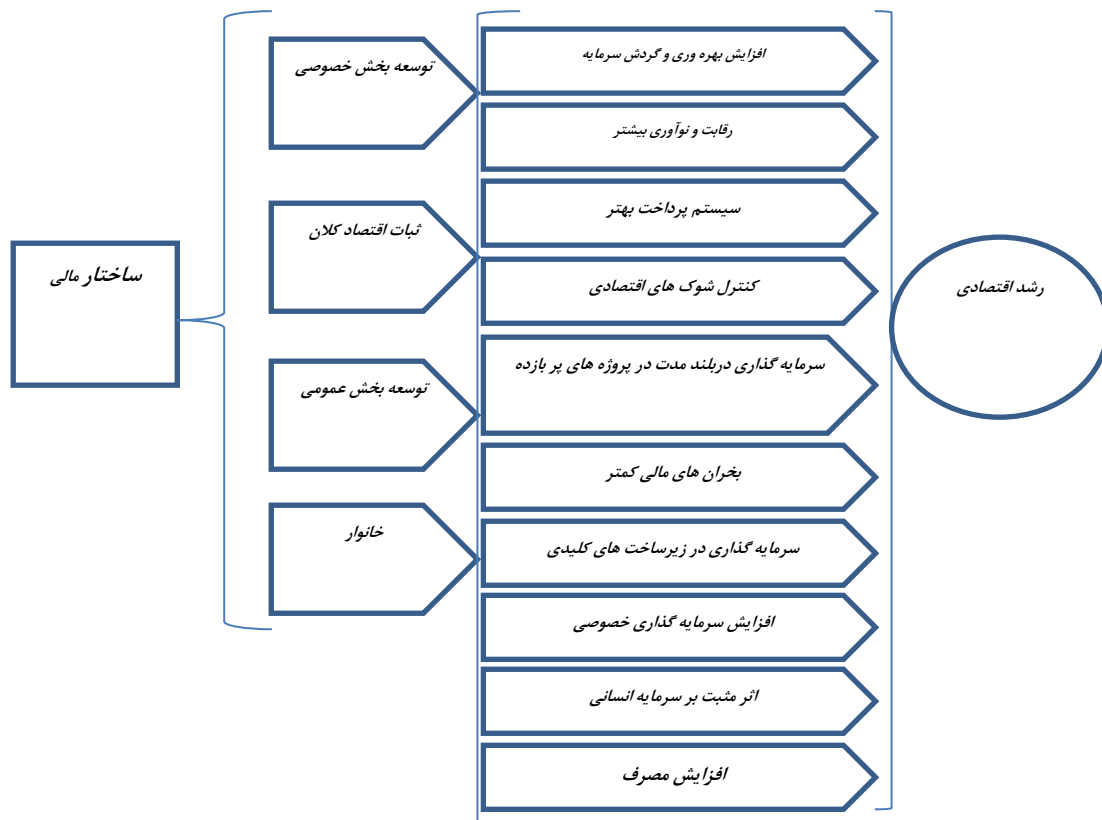 ساختار مالی
توسعه بخش خصوصی
ثبات اقتصاد کلان
توسعه بخش عمومی
خانوار
افزایش بهره وری و گردش سرمایه
رقابت و نوآوری بیشتر
سیستم پرداخت بهتر
کنترل شوک های اقتصادی
سرمایه گذاری دربلند مدت در پروژه های پر بازده
بخران های مالی کمتر
سرمایه گذاری در زیرساخت های کلیدی
افزایش سرمایه گذاری خصوصی
اثر مثبت بر سرمایه انسانی
افزایش مصرف
رشد اقتصادی